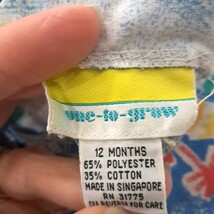 one-to-grow
12 MONTHS
65% POLYESTER
35% COTTON
MADE IN SINGAPORE
RN 31775
SEE REVERSE FOR CARE